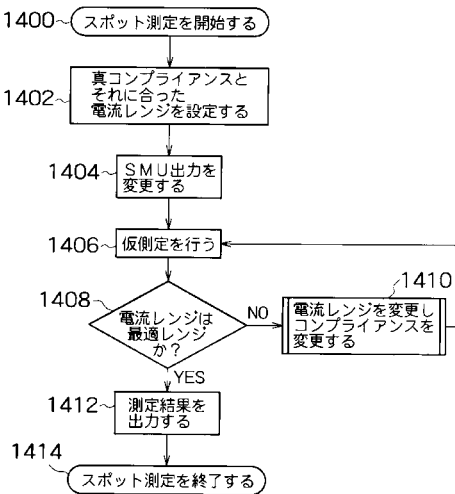 1400
スポット測定を開始する
1402
真コンプライアンスと
それに合った
電流レンジを設定する
1404
SMU出力を
変更する
1406
仮側定を行う
1408
電流レンジは
最適レンジ
か?
NO
1410
電流レンジを変更し
コンプライアンスを
変更する
YES
1412
測定結果を
出力する
1414
スポット測定を終了する